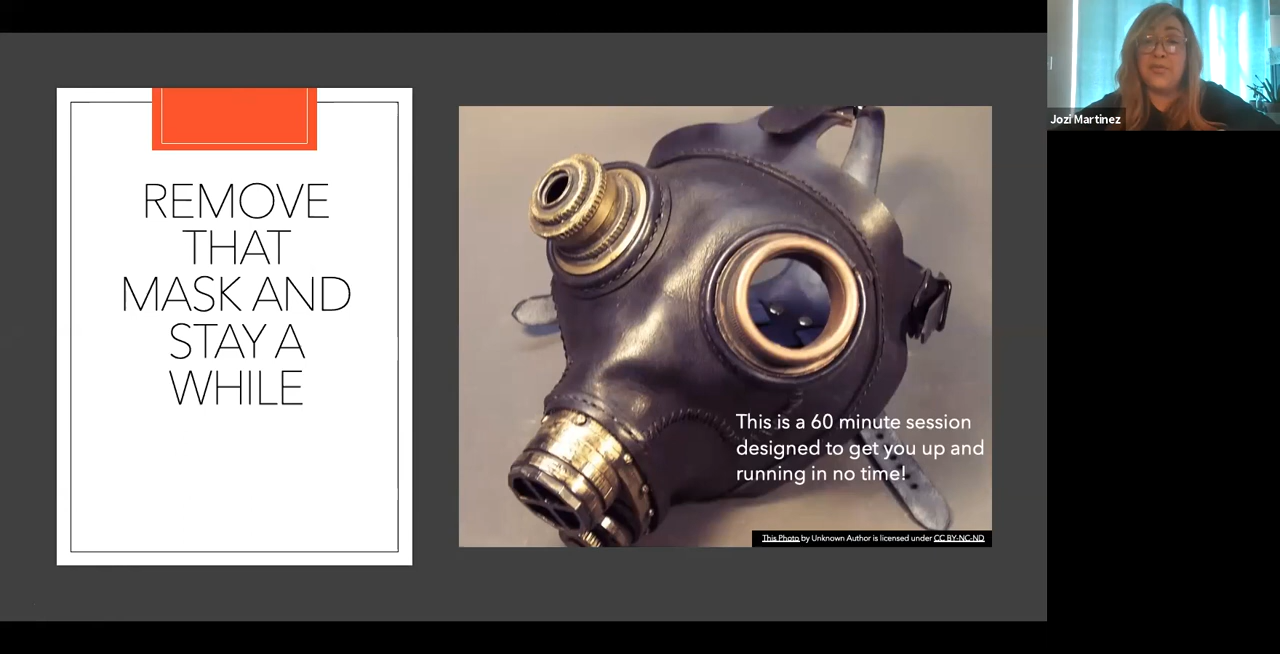 REMOVE
THAT
MASK AND
STAY A
WHILE
This is a 60 minute session
designed to get you up and
running in no time!
This Photo by Unknown Author is licensed under CC BY-NC-ND
Jozi Martinez